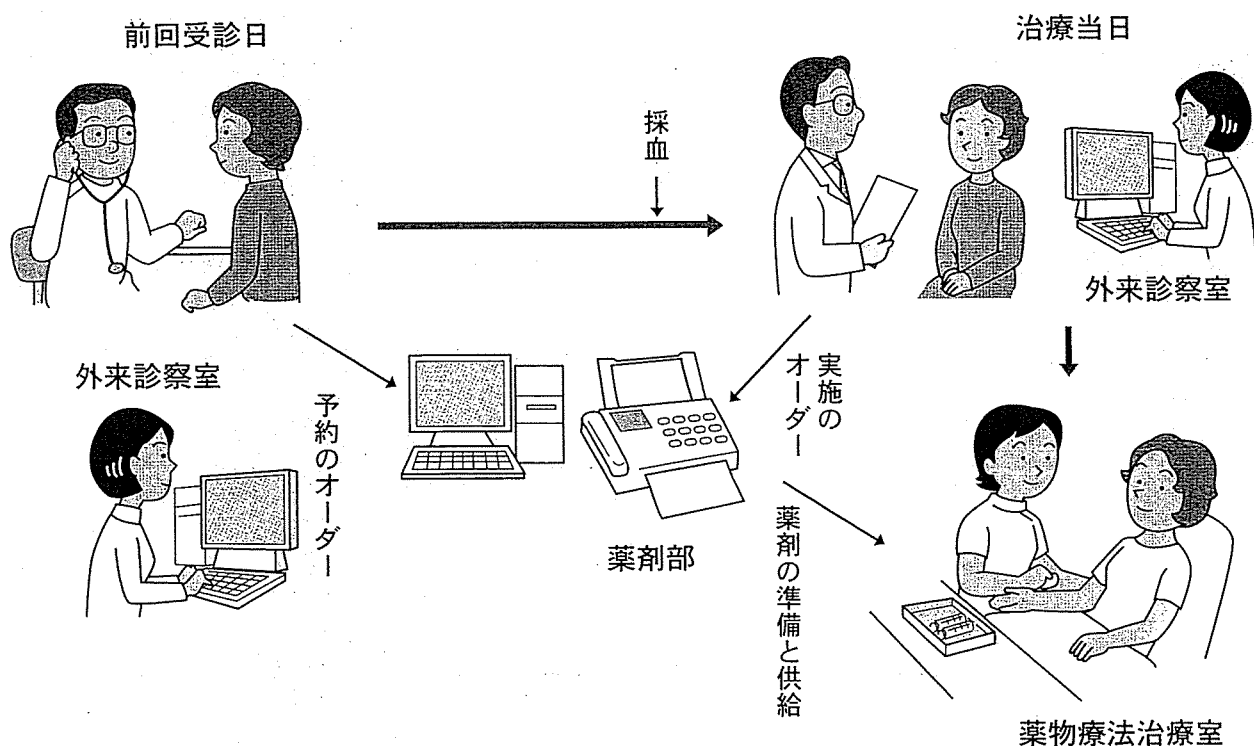 前回受診日
治療当日
採血
外来診察室
外来診察室
予約のオーダー
実施の
オーダー
薬剤部
薬剤の準備と供給
薬物療法治療室